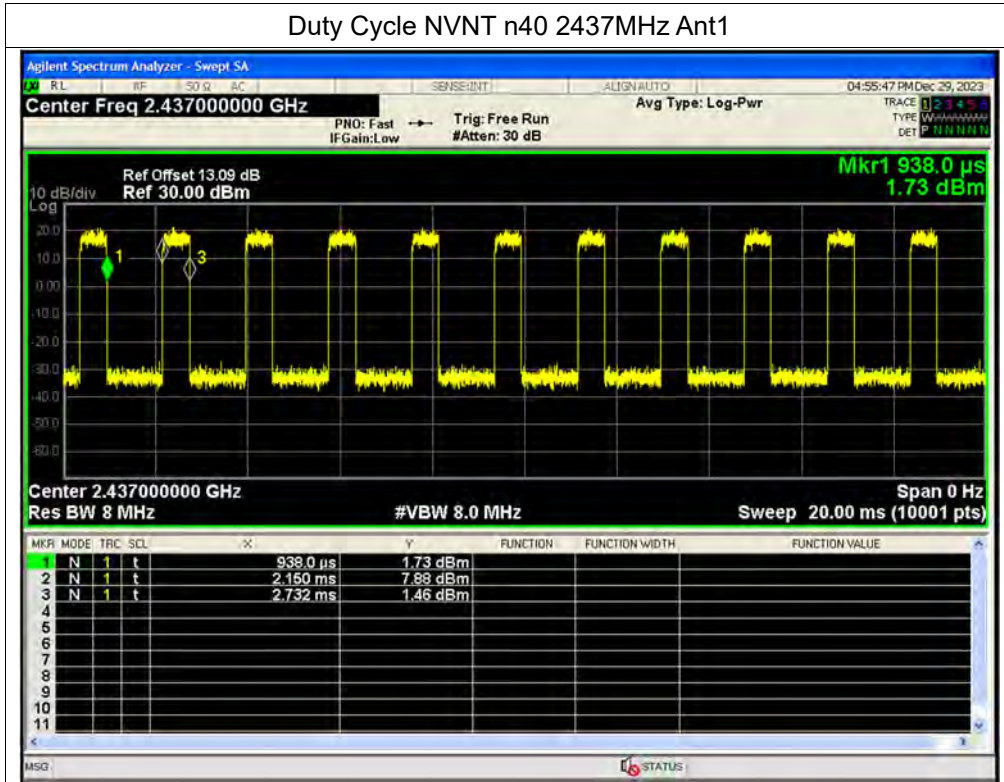 Duty Cycle NVNT n40 2437MHz Ant1
Agilent Spectrum Analyzer - Swept SA
LXI RL RF 50 Ω AC SENSE:INT ALIGN AUTO 04:55:47 PM Dec 29, 2023
Center Freq 2.437000000 GHz Avg Type: Log-Pwr TRACE 1 2 3 4 5 6
PNO: Fast Trig: Free Run TYPE W
IFGain:Low #Atten: 30 dB DET P N N N N N
Mkr1 938.0 µs
Ref Offset 13.09 dB 1.73 dBm
10 dB/div Ref 30.00 dBm
Log
20.0
10.0 1 3
0.00
-10.0
-20.0
-30.0
-40.0
-50.0
-60.0
Center 2.437000000 GHz Span 0 Hz
Res BW 8 MHz #VBW 8.0 MHz Sweep 20.00 ms (10001 pts)
MKR MODE TRC SCL X Y FUNCTION FUNCTION WIDTH FUNCTION VALUE
1 N 1 t 938.0 µs 1.73 dBm
2 N 1 t 2.150 ms 7.88 dBm
3 N 1 t 2.732 ms 1.46 dBm
4
5
6
7
8
9
10
11
MSG STATUS